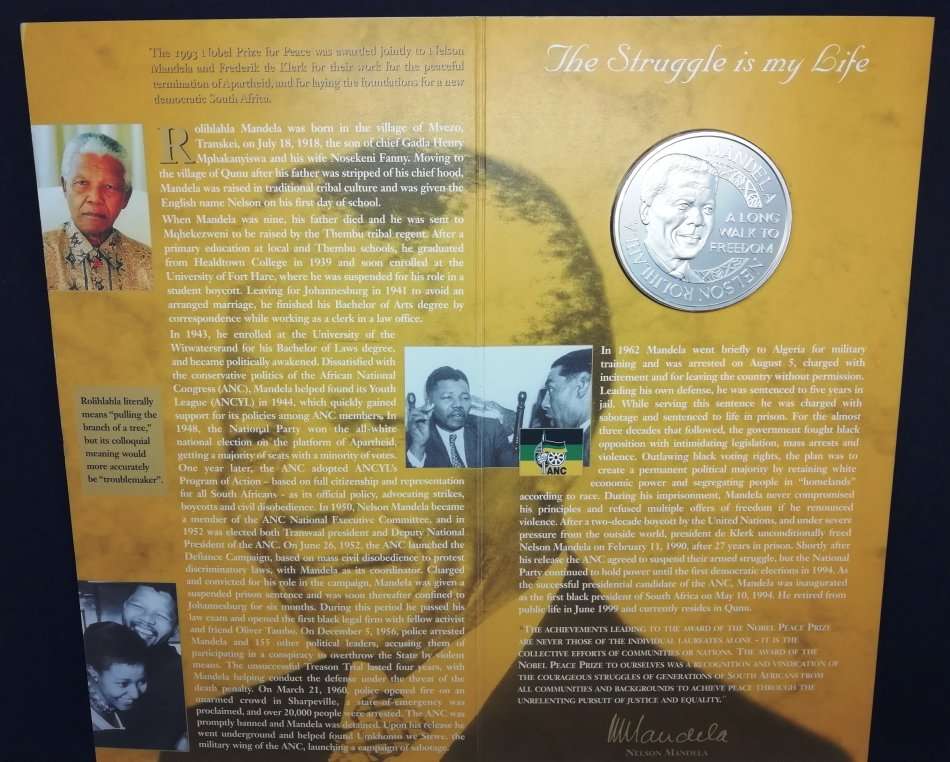 The 1993 Nobel Prize for Peace was awarded jointly to Nelson
Mandela and Frederik de Klerk for their work for the peaceful
termination of Apartheid, and for laying the foundations for a new
democratic South Africa.
Rolihlahla Mandela was born in the village of Mvezo,
Transkei, on July 18, 1918, the son of chief Gadla Henry
Mphakanyiswa and his wife Nosekeni Fanny. Moving to
the village of Qunu after his father was stripped of his chief hood,
Mandela was raised in traditional tribal culture and was given the
English name Nelson on his first day of school.
When Mandela was nine, his father died and he was sent to
Mqhekezweni to be raised by the Thembu tribal regent. After a
primary education at local and Thembu schools, he graduated
from Healdtown College in 1939 and soon enrolled at the
University of Fort Hare, where he was suspended for his role in a
student boycott. Leaving for Johannesburg in 1941 to avoid an
arranged marriage, he finished his Bachelor of Arts degree by
correspondence while working as a clerk in a law office.
In 1943, he enrolled at the University of the
Witwatersrand for his Bachelor of Laws degree,
and became politically awakened. Dissatisfied with
the conservative politics of the African National
Congress (ANC), Mandela helped found its Youth
League (ANCYL) in 1944, which quickly gained
support for its policies among ANC members. In
1948, the National Party won the all-white
national election on the platform of Apartheid,
getting a majority of seats with a minority of votes.
One year later, the ANC adopted ANCYL's
Program of Action - based on full citizenship and representation
for all South Africans - as its official policy, advocating strikes,
boycotts and civil disobedience. In 1950, Nelson Mandela became
a member of the ANC National Executive Committee, and in
1952 was elected both Transvaal president and Deputy National
President of the ANC. On June 26, 1952, the ANC launched the
Defiance Campaign, based on mass civil disobedience to protest
discriminatory laws, with Mandela as its coordinator. Charged
and convicted for his role in the campaign, Mandela was given a
suspended prison sentence and was soon thereafter confined to
Johannesburg for six months. During this period he passed his
law exam and opened the first black legal firm with fellow activist
and friend Oliver Tambo. On December 5, 1956, police arrested
Mandela and 155 other political leaders, accusing them of
participating in a conspiracy to overthrow the State by violent
means. The unsuccessful Treason Trial lasted four years, with
Mandela helping conduct the defense under the threat of the
death penalty. On March 21, 1960, police opened fire on an
unarmed crowd in Sharpeville, a state-of-emergency was
proclaimed, and over 20,000 people were arrested. The ANC was
promptly banned and Mandela was detained. Upon his release he
went underground and helped found Umkhonto we Sizwe, the
military wing of the ANC, launching a campaign of sabotage.
Rolihlahla literally
means "pulling the
branch of a tree,"
but its colloquial
meaning would
more accurately
be "troublemaker".
The Struggle is my Life
NELSON ROLIHLAHLA MANDELA
A LONG
WALK TO
FREEDOM
ANC
In 1962 Mandela went briefly to Algeria for military
training and was arrested on August 5, charged with
incitement and for leaving the country without permission.
Leading his own defense, he was sentenced to five years in
jail. While serving this sentence he was charged with
sabotage and sentenced to life in prison. For the almost
three decades that followed, the government fought black
opposition with intimidating legislation, mass arrests and
violence. Outlawing black voting rights, the plan was to
create a permanent political majority by retaining white
economic power and segregating people in "homelands"
according to race. During his imprisonment, Mandela never compromised
his principles and refused multiple offers of freedom if he renounced
violence. After a two-decade boycott by the United Nations, and under severe
pressure from the outside world, president de Klerk unconditionally freed
Nelson Mandela on February 11, 1990, after 27 years in prison. Shortly after
his release the ANC agreed to suspend their armed struggle, but the National
Party continued to hold power until the first democratic elections in 1994. As
the successful presidential candidate of the ANC, Mandela was inaugurated
as the first black president of South Africa on May 10, 1994. He retired from
public life in June 1999 and currently resides in Qunu.
"The achievements leading to the award of the Nobel Peace Prize
are never those of the individual laureates alone - it is the
collective efforts of communities or nations. The award of the
Nobel Peace Prize to ourselves was a recognition and vindication of
the courageous struggles of generations of South Africans from
all communities and backgrounds to achieve peace through the
unrelenting pursuit of justice and equality."
NMandela
Nelson Mandela